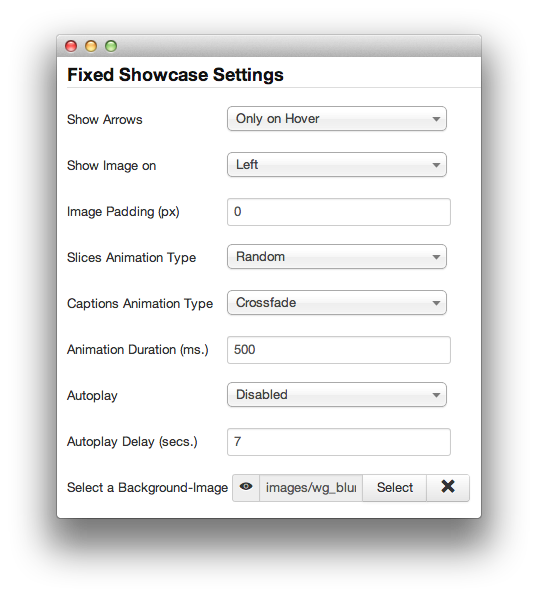 Fixed Showcase Settings
Show Arrows Only on Hover
Show Image on Left
Image Padding (px) 0
Slices Animation Type Random
Captions Animation Type Crossfade
Animation Duration (ms.) 500
Autoplay Disabled
Autoplay Delay (secs.) 7
Select a Background-Image images/wg_blu Select